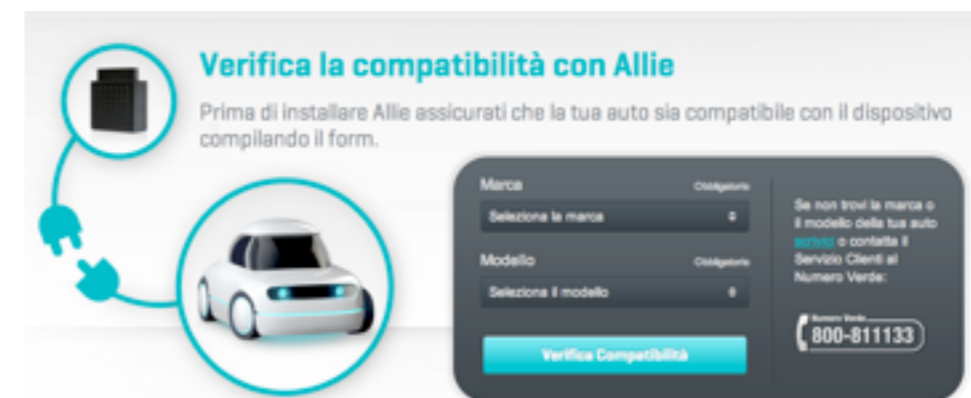 Verifica la compatibilità con Allie
Prima di installare Allie assicurati che la tua auto sia compatibile con il dispositivo
compilando il form.
Marca
Obbligatorio
Seleziona la marca
Modello
Obbligatorio
Seleziona il modello
Verifica Compatibilità
Se non trovi la marca o
il modello della tua auto
scrivici o contatta il
Servizio Clienti al
Numero Verde:
Numero Verde
800-811133